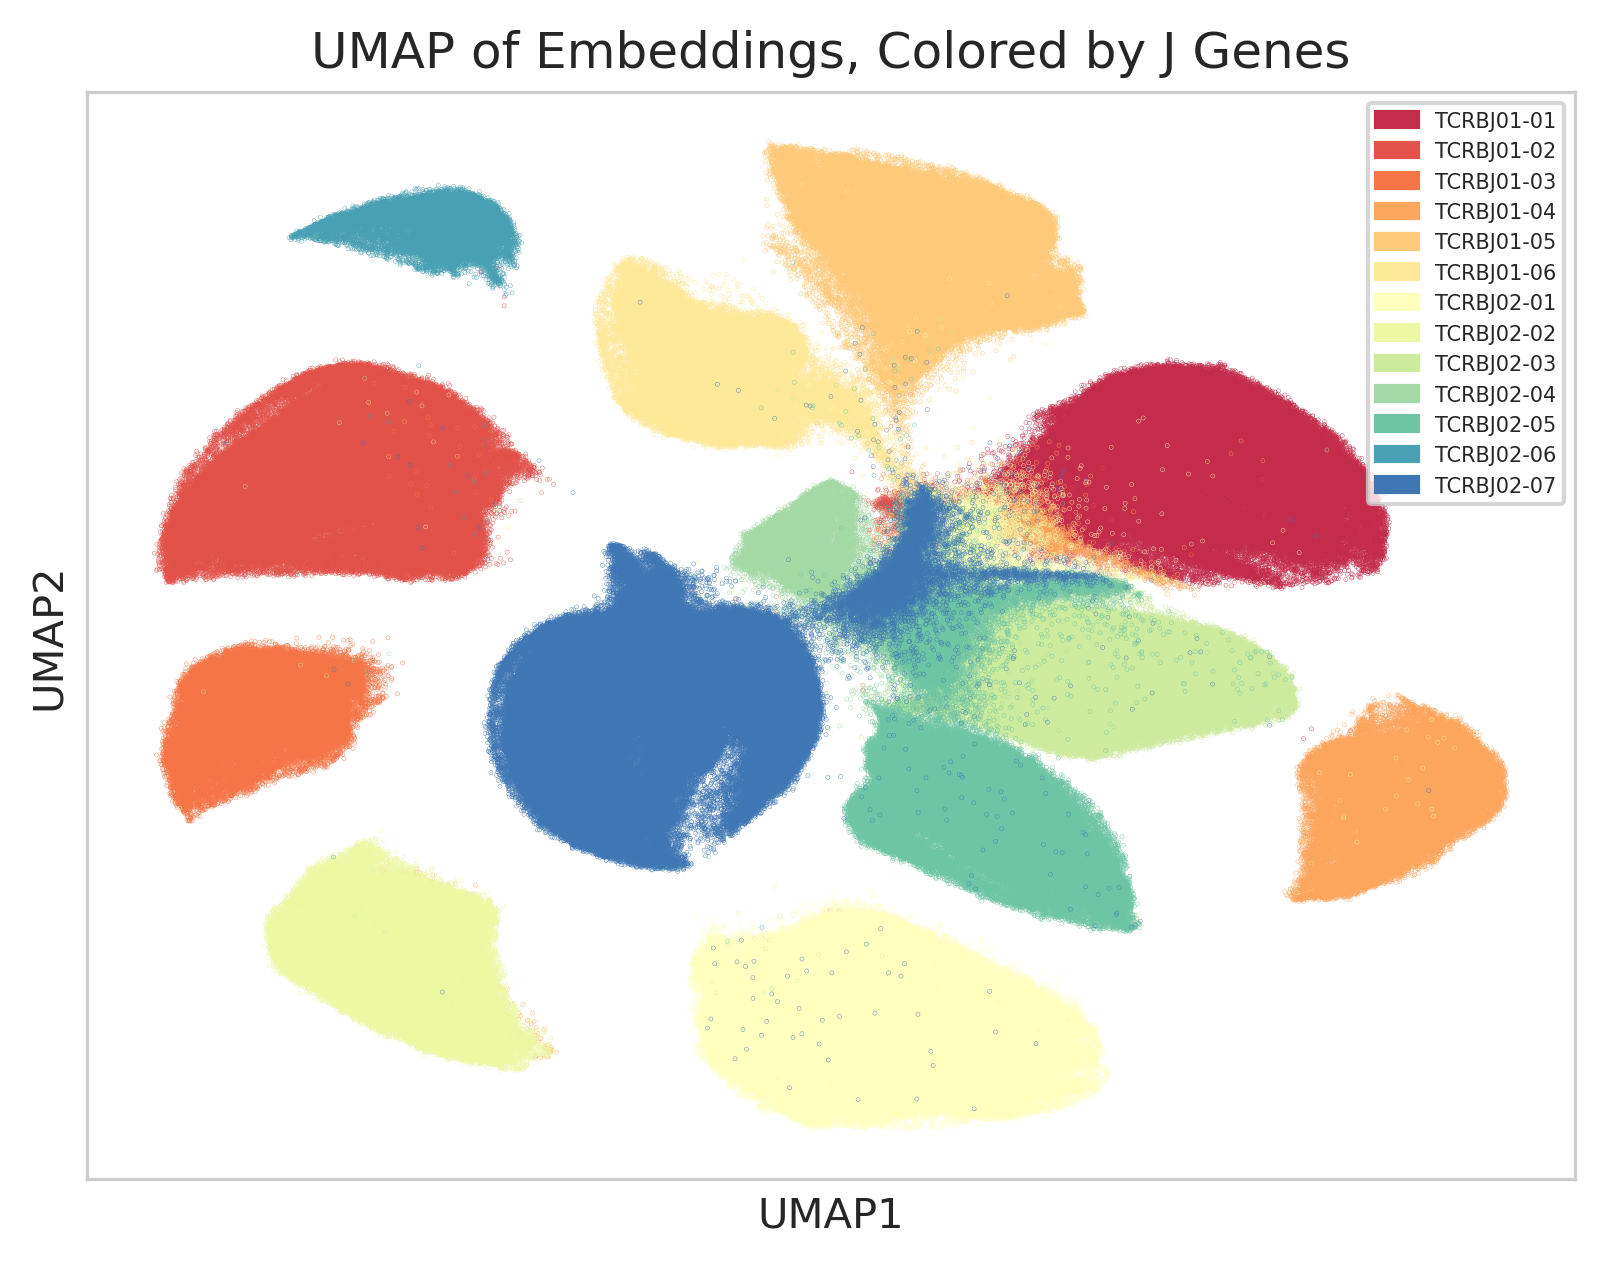 UMAP of Embeddings, Colored by J Genes
TCRBJ01-01
TCRBJ01-02
TCRBJ01-03
TCRBJ01-04
TCRBJ01-05
TCRBJ01-06
TCRBJ02-01
TCRBJ02-02
TCRBJ02-03
TCRBJ02-04
TCRBJ02-05
TCRBJ02-06
TCRBJ02-07
UMAP2
UMAP1